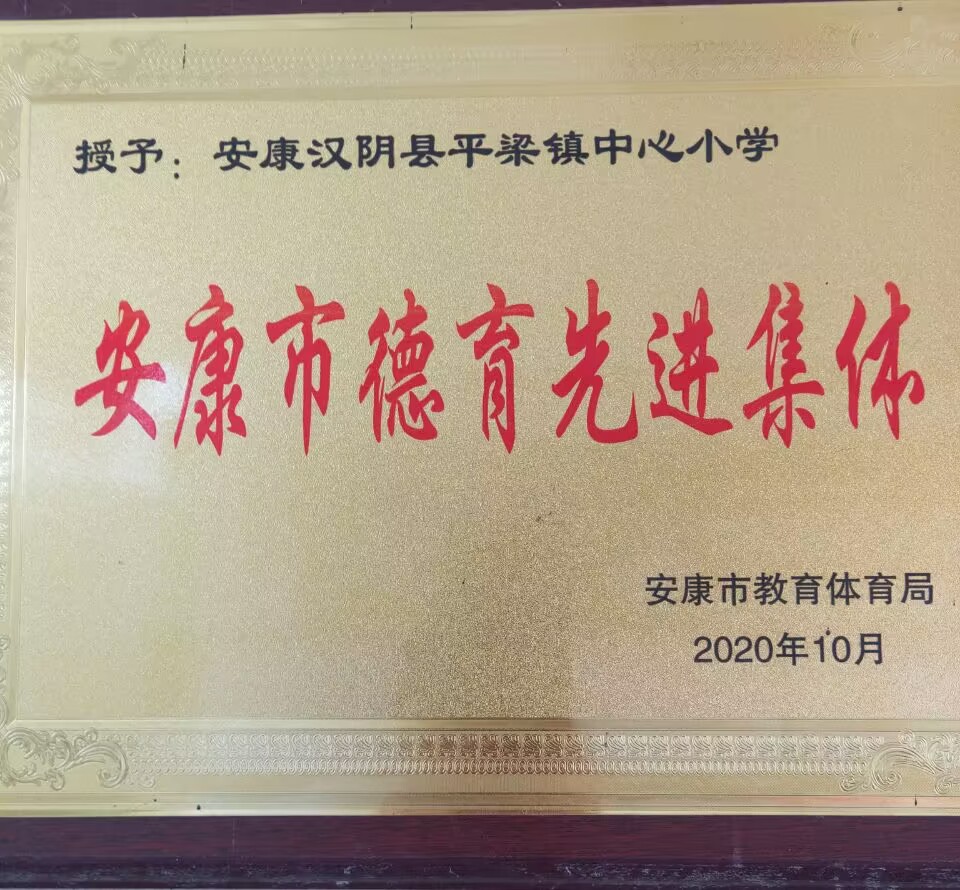 授予：安康汉阴县平梁镇中心小学
安康市德育先进集体
安康市教育体育局
2020年10月